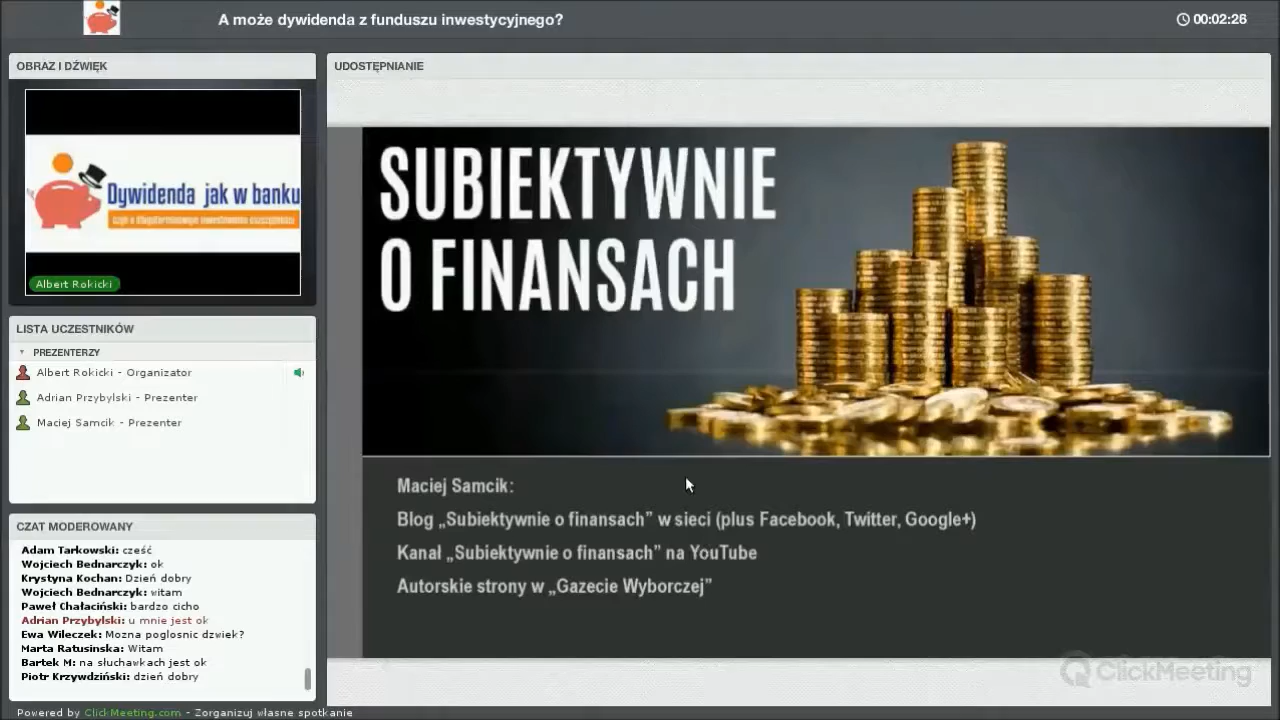 A może dywidenda z funduszu inwestycyjnego?
00:02:26
OBRAZ I DŹWIĘK
Dywidenda jak w banku
czyli o długoterminowym inwestowaniu oszczędności
Albert Rokicki
LISTA UCZESTNIKÓW
PREZENTERZY
Albert Rokicki - Organizator
Adrian Przybylski - Prezenter
Maciej Samcik - Prezenter
CZAT MODEROWANY
Adam Tarkowski: cześć
Wojciech Bednarczyk: ok
Krystyna Kochan: Dzień dobry
Wojciech Bednarczyk: witam
Paweł Chałaciński: bardzo cicho
Adrian Przybylski: u mnie jest ok
Ewa Wileczek: Mozna poglosnic dzwiek?
Marta Ratusinska: Witam
Bartek M: na słuchawkach jest ok
Piotr Krzywdziński: dzień dobry
UDOSTĘPNIANIE
SUBIEKTYWNIE
O FINANSACH
Maciej Samcik:
Blog „Subiektywnie o finansach” w sieci (plus Facebook, Twitter, Google+)
Kanał „Subiektywnie o finansach” na YouTube
Autorskie strony w „Gazecie Wyborczej”
ClickMeeting
Powered by ClickMeeting.com - Zorganizuj własne spotkanie